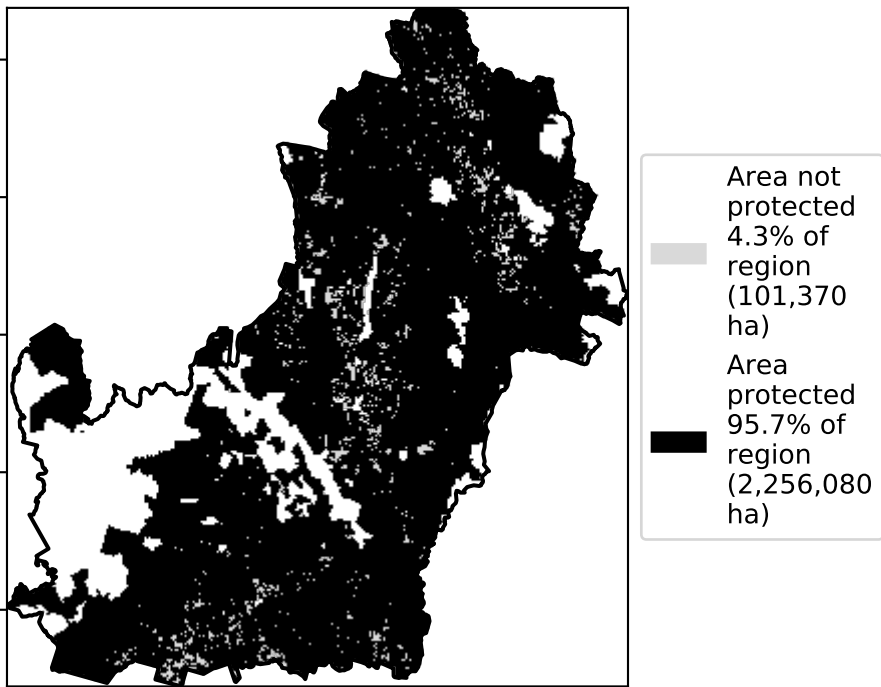 Area not
protected
4.3% of
region
(101,370
ha)
Area
protected
95.7% of
region
(2,256,080
ha)